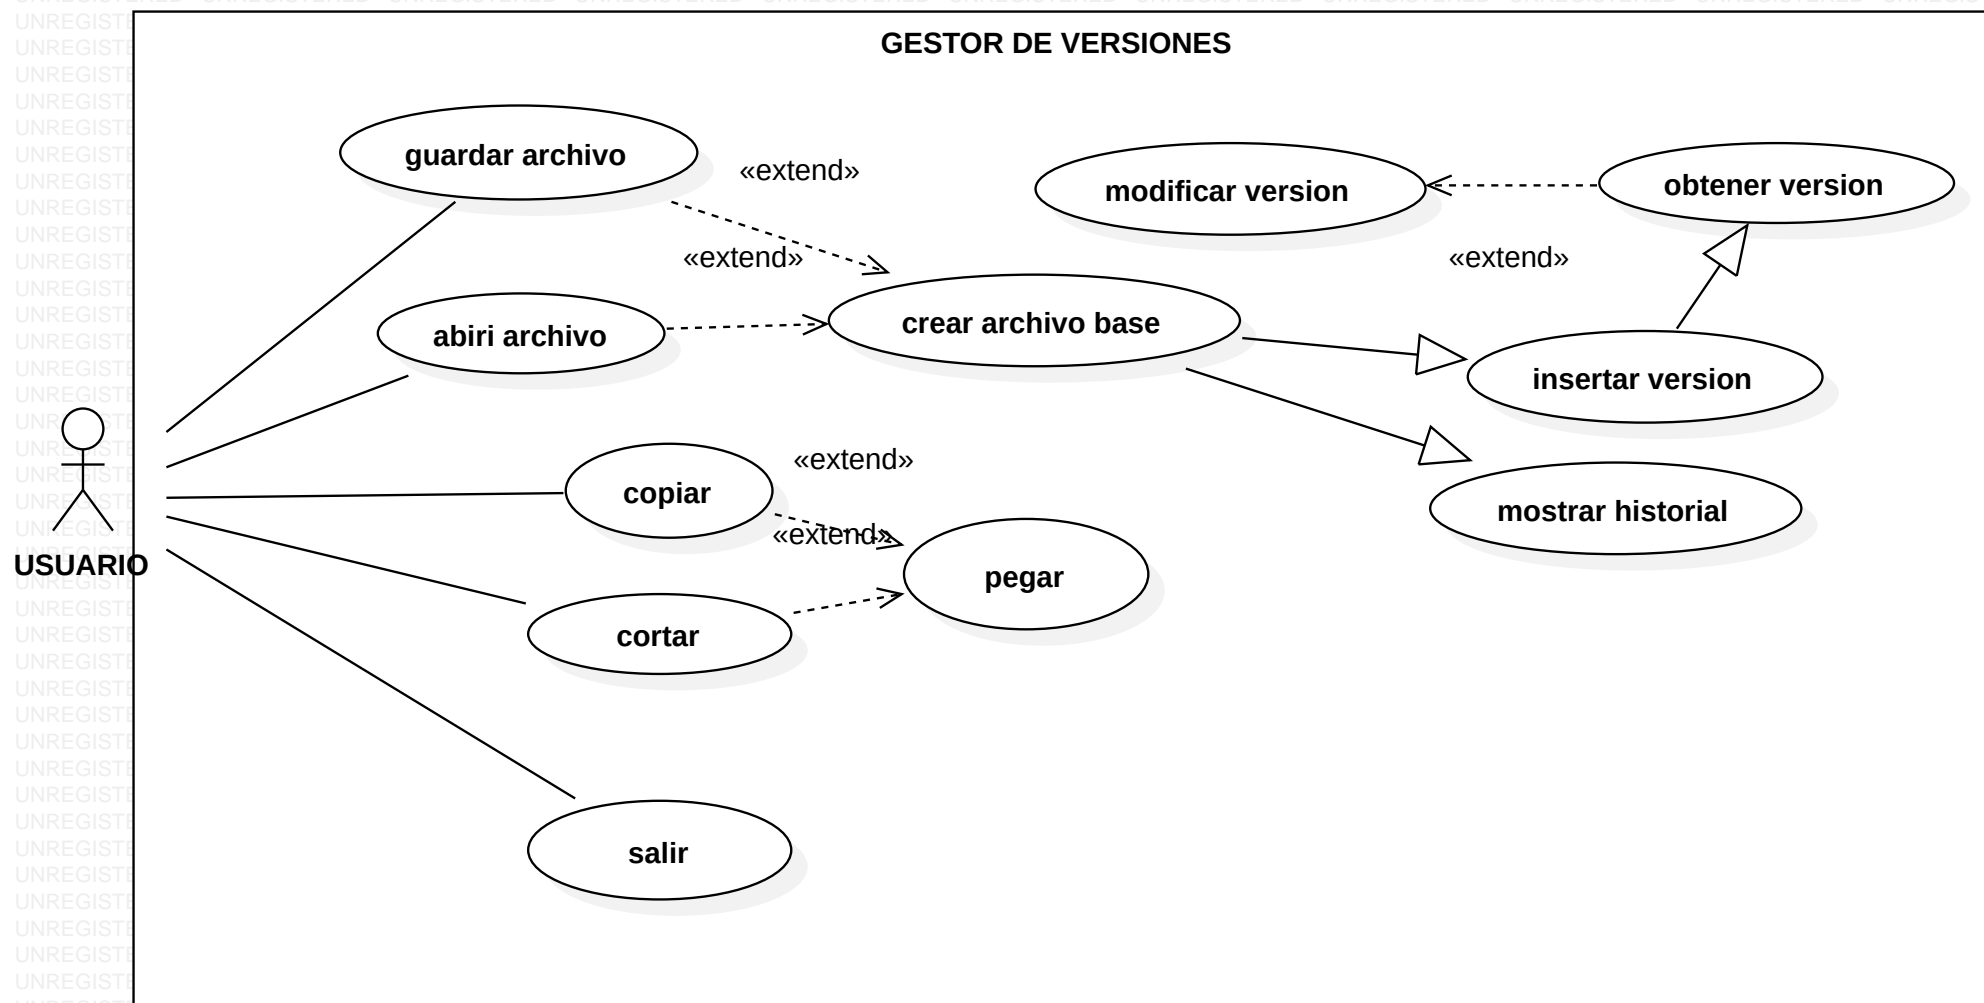 GESTOR DE VERSIONES
guardar archivo
«extend»
modificar version
obtener version
«extend»
«extend»
abiri archivo
crear archivo base
insertar version
copiar
«extend»
mostrar historial
«extend»
USUARIO
pegar
cortar
salir
UNREGISTERED